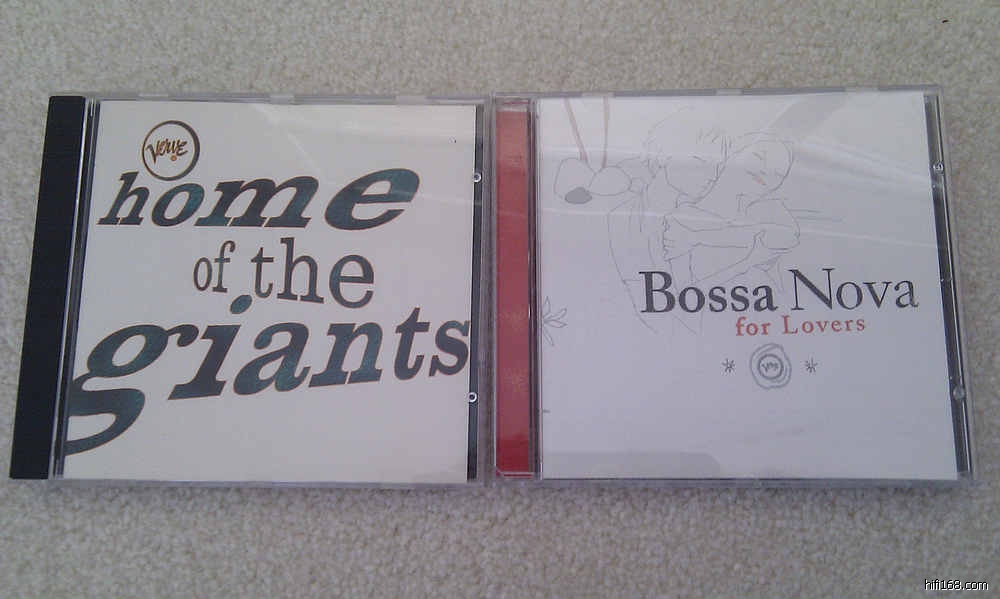 Verve
home
of the
giants
Bossa Nova
for Lovers
* Verve *
hifi168.com